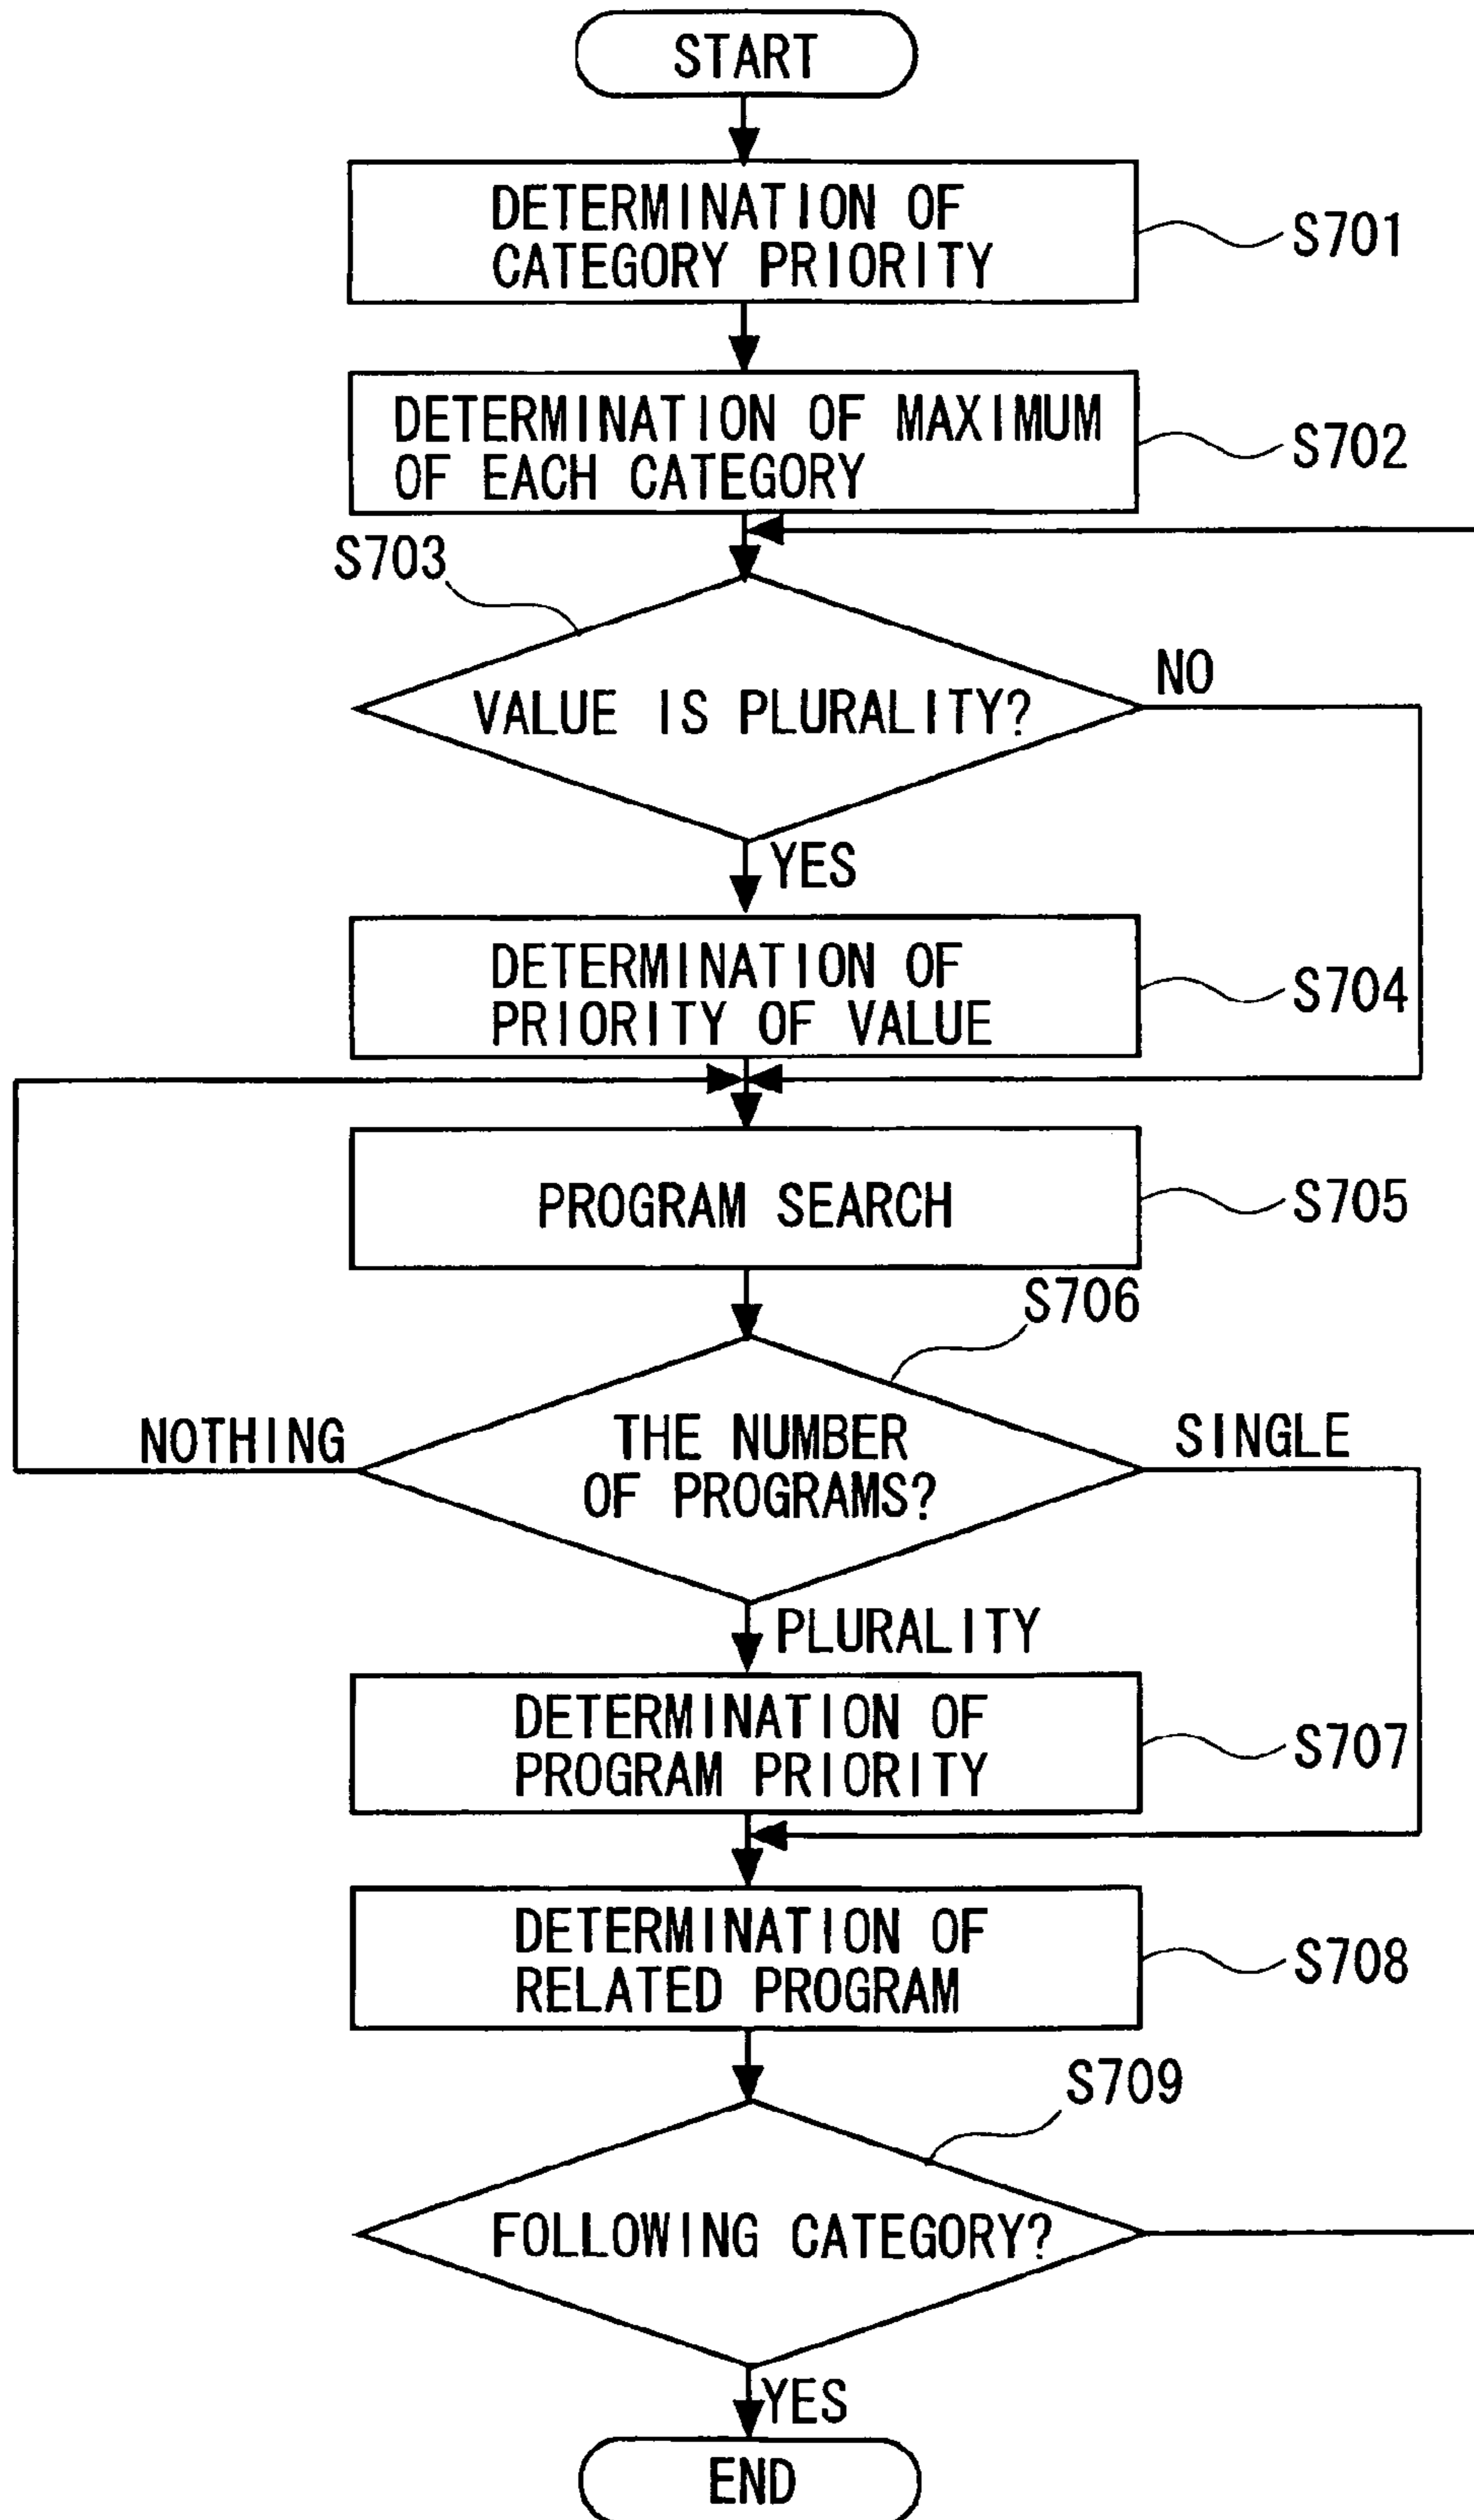 START
DETERMINATION OF
CATEGORY PRIORITY
S701
DETERMINATION OF MAXIMUM
OF EACH CATEGORY
S702
S703
VALUE IS PLURALITY?
NO
YES
DETERMINATION OF
PRIORITY OF VALUE
S704
PROGRAM SEARCH
S705
S706
THE NUMBER
OF PROGRAMS?
NOTHING
SINGLE
PLURALITY
DETERMINATION OF
PROGRAM PRIORITY
S707
DETERMINATION OF
RELATED PROGRAM
S708
S709
FOLLOWING CATEGORY?
YES
END